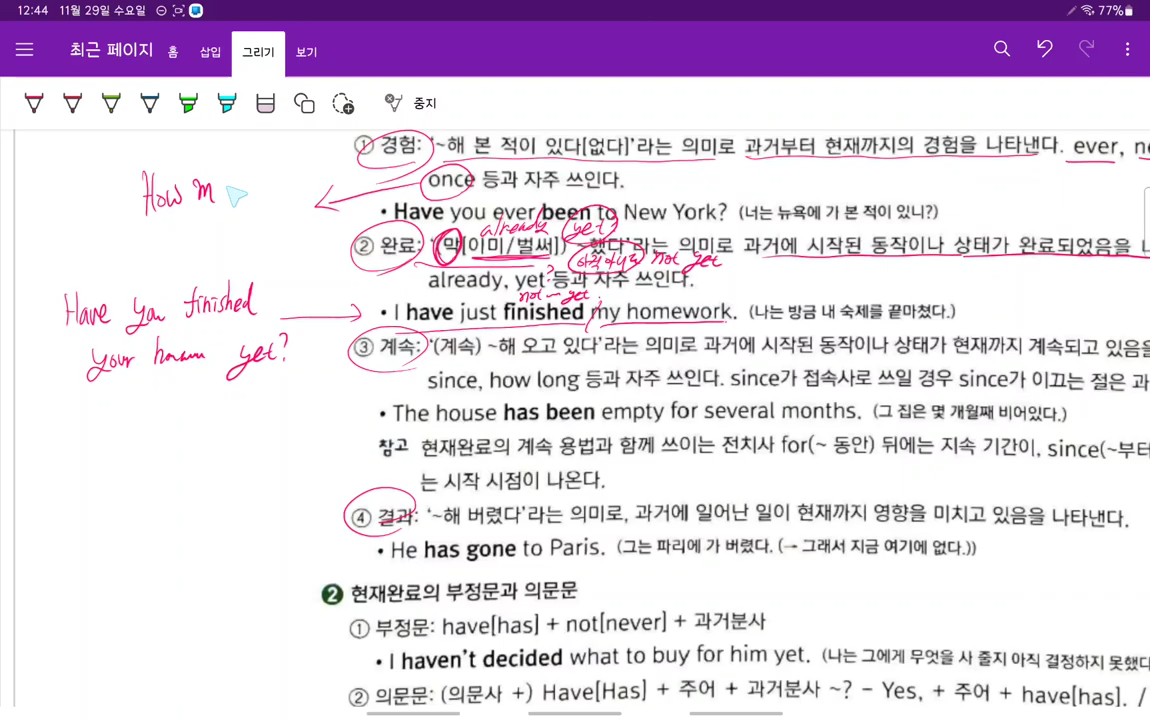 12:44 11월 29일 수요일 77%
최근 페이지 홈 삽입 그리기 보기
중지
① 경험: '~해 본 적이 있다[없다]'라는 의미로 과거부터 현재까지의 경험을 나타낸다. ever, ne
once 등과 자주 쓰인다.
How m
• Have you ever been to New York? (너는 뉴욕에 가 본 적이 있니?)
already yet?
② 완료: '(막[이미/벌써]) ~했다'라는 의미로 과거에 시작된 동작이나 상태가 완료되었음을 나
아직 아니로 not yet
already, yet 등과 자주 쓰인다.
not ~ yet.
Have you finished
• I have just finished my homework. (나는 방금 내 숙제를 끝마쳤다.)
your yet?
③ 계속: '(계속) ~해 오고 있다'라는 의미로 과거에 시작된 동작이나 상태가 현재까지 계속되고 있음을
since, how long 등과 자주 쓰인다. since가 접속사로 쓰일 경우 since가 이끄는 절은 과
• The house has been empty for several months. (그 집은 몇 개월째 비어있다.)
참고 현재완료의 계속 용법과 함께 쓰이는 전치사 for(~ 동안) 뒤에는 지속 기간이, since(~부터
는 시작 시점이 나온다.
④ 결과: '~해 버렸다'라는 의미로, 과거에 일어난 일이 현재까지 영향을 미치고 있음을 나타낸다.
• He has gone to Paris. (그는 파리에 가 버렸다. (→ 그래서 지금 여기에 없다.))
2 현재완료의 부정문과 의문문
① 부정문: have[has] + not[never] + 과거분사
• I haven't decided what to buy for him yet. (나는 그에게 무엇을 사 줄지 아직 결정하지 못했다
② 의문문: (의문사 +) Have[Has] + 주어 + 과거분사 ~? – Yes, + 주어 + have[has]. /